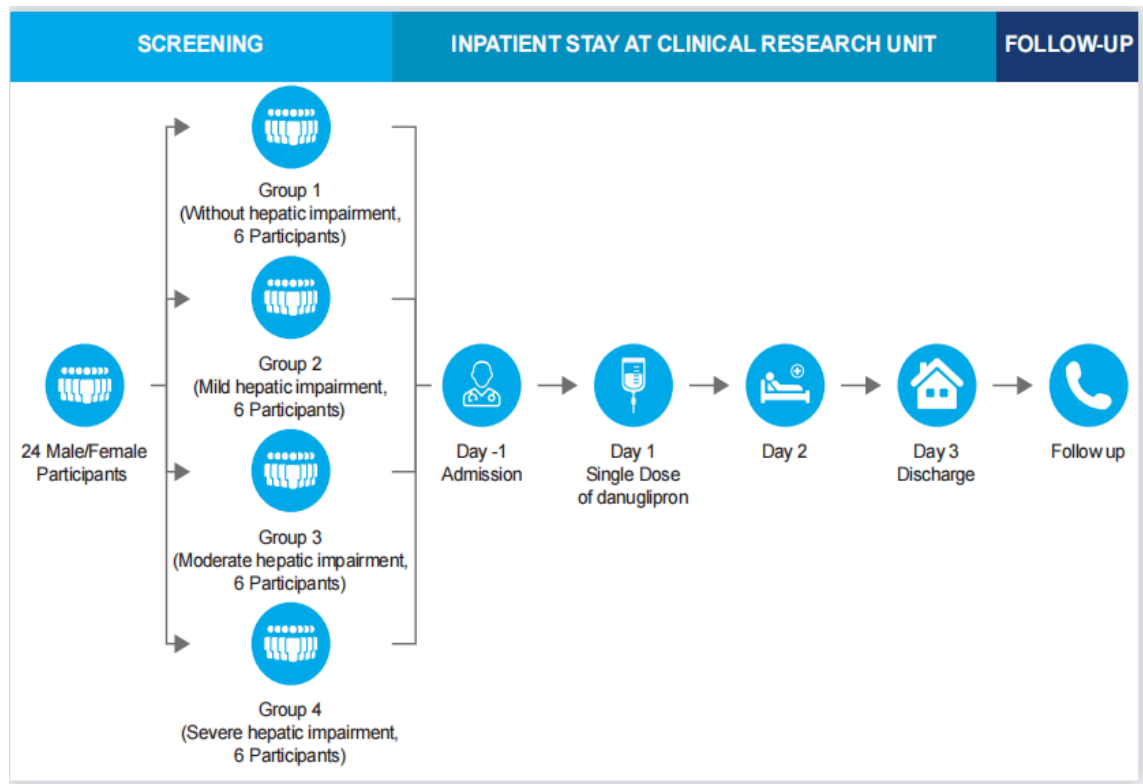 SCREENING
INPATIENT STAY AT CLINICAL RESEARCH UNIT
FOLLOW-UP
24 Male/Female
Participants
Group 1
(Without hepatic impairment,
6 Participants)
Group 2
(Mild hepatic impairment,
6 Participants)
Group 3
(Moderate hepatic impairment,
6 Participants)
Group 4
(Severe hepatic impairment,
6 Participants)
Day -1
Admission
Day 1
Single Dose
of danuglipron
Day 2
Day 3
Discharge
Follow up